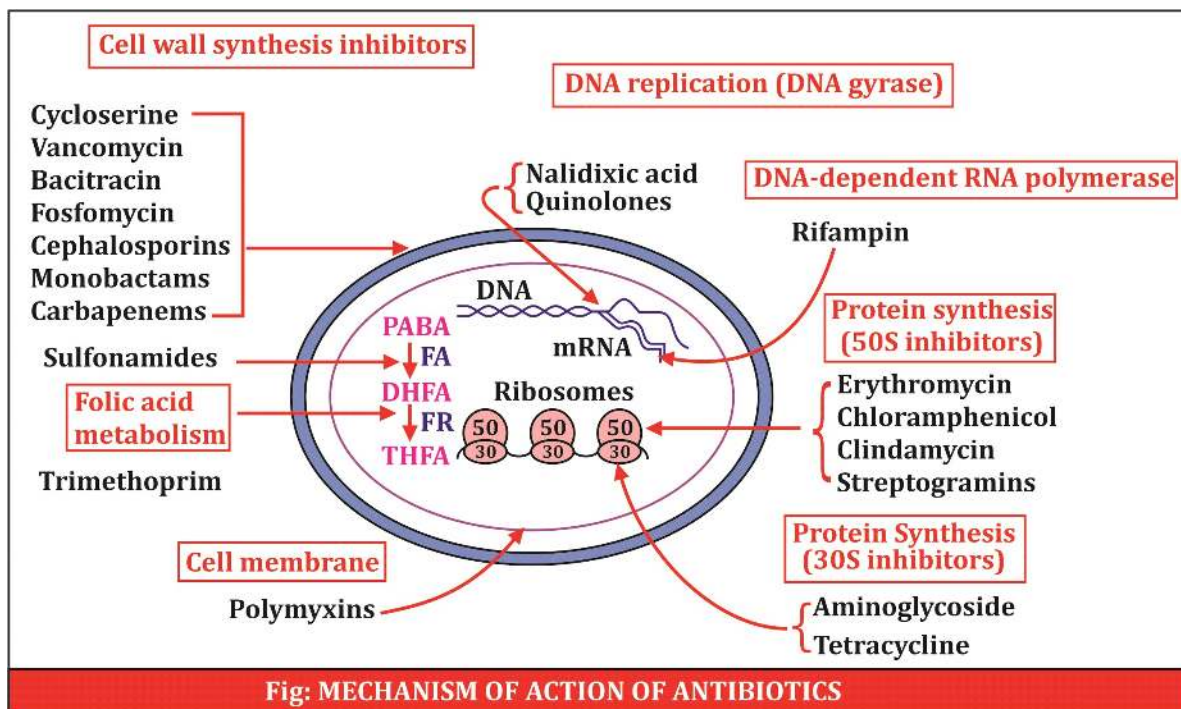 Cell wall synthesis inhibitors
Cycloserine
Vancomycin
Bacitracin
Fosfomycin
Cephalosporins
Monobactams
Carbapenems
Sulfonamides
Folic acid
metabolism
Trimethoprim
Cell membrane
Polymyxins
DNA replication (DNA gyrase)
Nalidixic acid
Quinolones
DNA-dependent RNA polymerase
Rifampin
Protein synthesis
(50S inhibitors)
Erythromycin
Chloramphenicol
Clindamycin
Streptogramins
Protein Synthesis
(30S inhibitors)
Aminoglycoside
Tetracycline
DNA
mRNA
PABA
FA
DHFA
FR
THFA
Ribosomes
50 50 50
30 30 30
Fig: MECHANISM OF ACTION OF ANTIBIOTICS